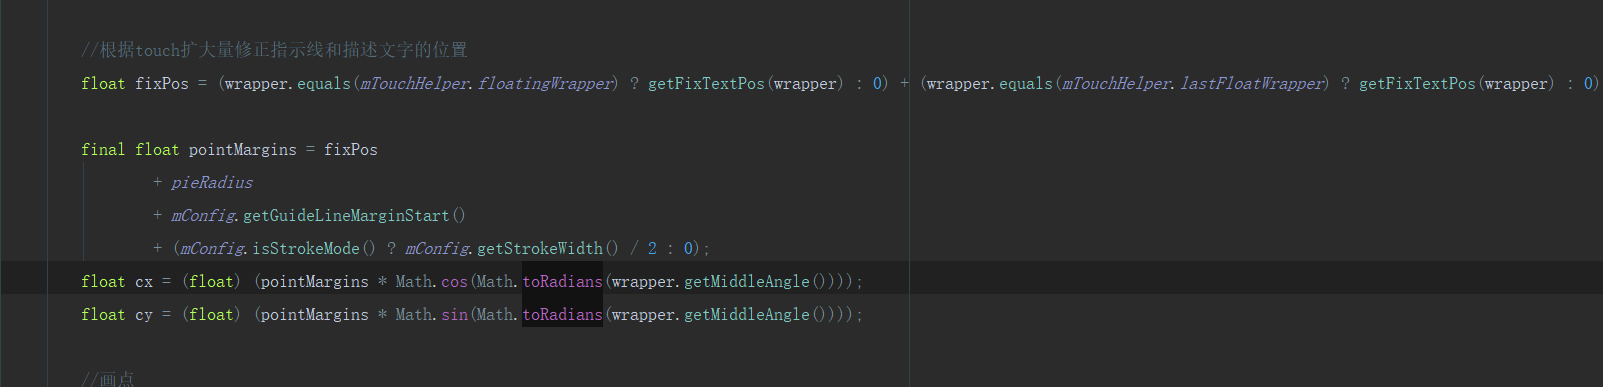 //根据touch扩大量修正指示线和描述文字的位置
float fixPos = (wrapper.equals(mTouchHelper.floatingWrapper) ? getFixTextPos(wrapper) : 0) + (wrapper.equals(mTouchHelper.lastFloatWrapper) ? getFixTextPos(wrapper) : 0)
final float pointMargins = fixPos
+ pieRadius
+ mConfig.getGuideLineMarginStart()
+ (mConfig.isStrokeMode() ? mConfig.getStrokeWidth() / 2 : 0);
float cx = (float) (pointMargins * Math.cos(Math.toRadians(wrapper.getMiddleAngle())));
float cy = (float) (pointMargins * Math.sin(Math.toRadians(wrapper.getMiddleAngle())));
//画点